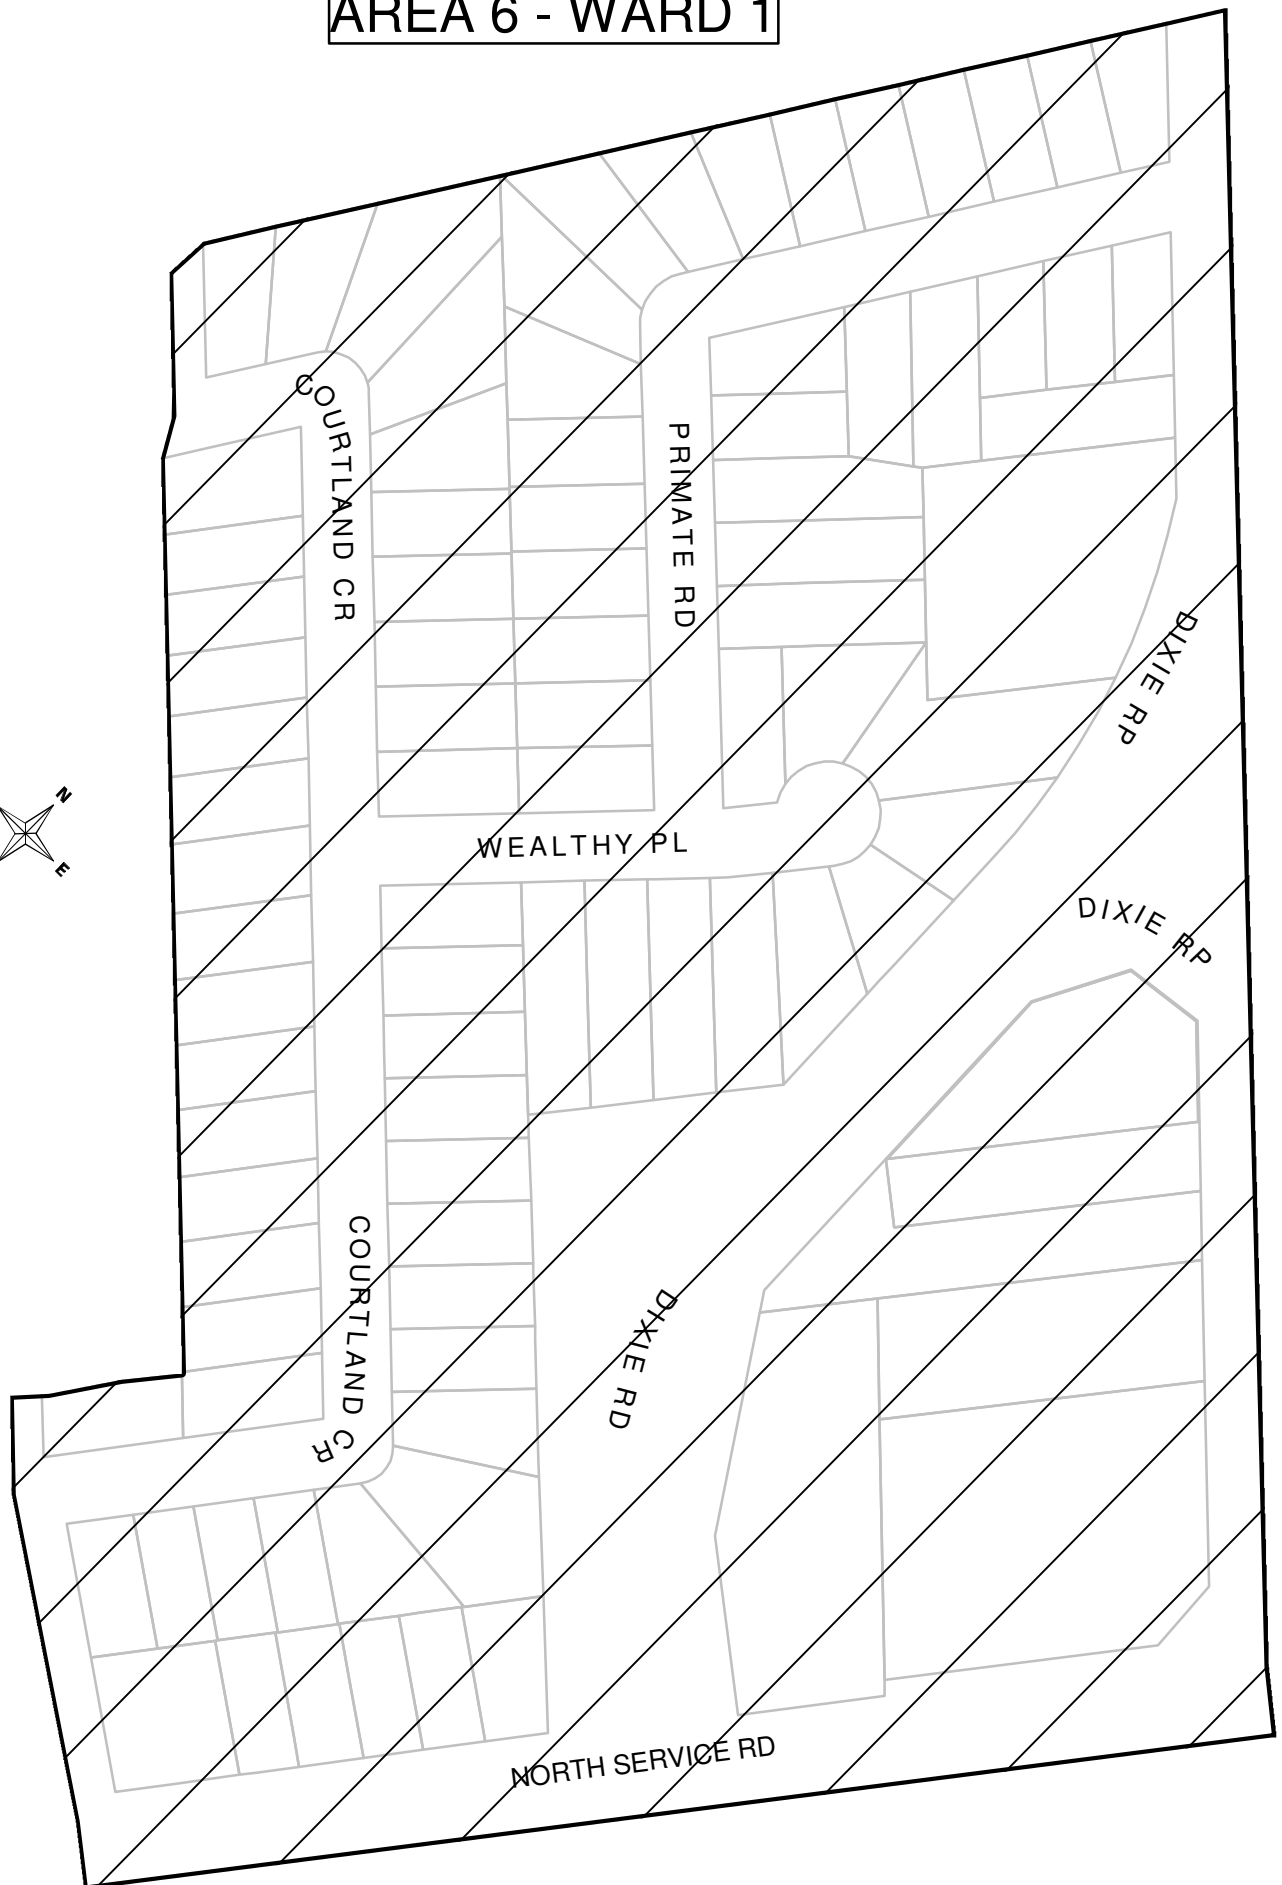 AREA 6 - WARD 1
COURTLAND CR
PRIMATE RD
DIXIE RP
N
E
WEALTHY PL
DIXIE RP
COURTLAND CR
DIXIE RD
NORTH SERVICE RD